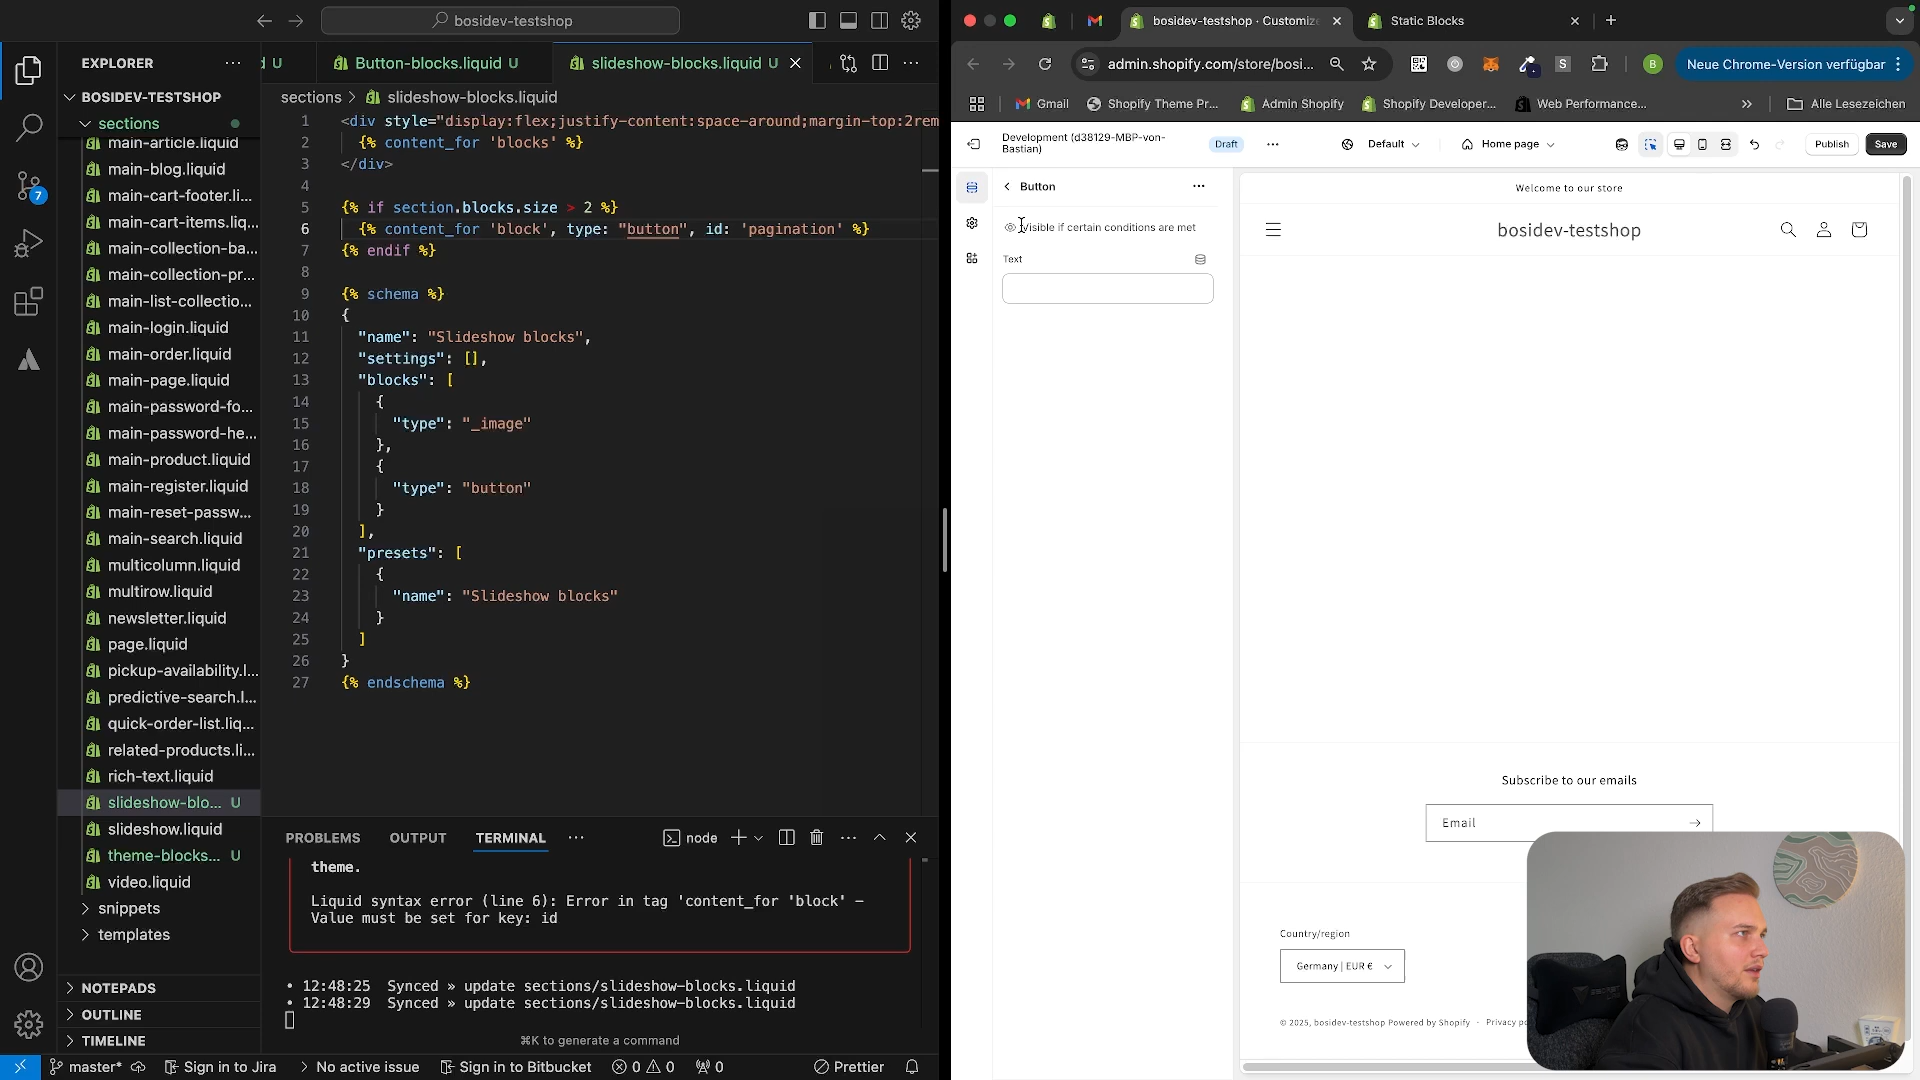 bosidev-testshop
EXPLORER
BOSIDEV-TESTSHOP
sections
main-article.liquid
main-blog.liquid
main-cart-footer.li...
main-cart-items.liq...
main-collection-ba...
main-collection-pr...
main-list-collectio...
main-login.liquid
main-order.liquid
main-page.liquid
main-password-fo...
main-password-he...
main-product.liquid
main-register.liquid
main-reset-passw...
main-search.liquid
multicolumn.liquid
multirow.liquid
newsletter.liquid
page.liquid
pickup-availability.l...
predictive-search.l...
quick-order-list.liq...
related-products.li...
rich-text.liquid
slideshow-blo... U
slideshow.liquid
theme-blocks... U
video.liquid
snippets
templates
NOTEPADS
OUTLINE
TIMELINE
7
d U
Button-blocks.liquid U
slideshow-blocks.liquid U
sections > slideshow-blocks.liquid
1 <div style="display:flex;justify-content:space-around;margin-top:2rem
2 {% content_for 'blocks' %}
3 </div>
4
5 {% if section.blocks.size > 2 %}
6 {% content_for 'block', type: "button", id: 'pagination' %}
7 {% endif %}
8
9 {% schema %}
10 {
11 "name": "Slideshow blocks",
12 "settings": [],
13 "blocks": [
14 {
15 "type": "_image"
16 },
17 {
18 "type": "button"
19 }
20 ],
21 "presets": [
22 {
23 "name": "Slideshow blocks"
24 }
25 ]
26 }
27 {% endschema %}
PROBLEMS OUTPUT TERMINAL ... node
theme.
Liquid syntax error (line 6): Error in tag 'content_for 'block' –
Value must be set for key: id
• 12:48:25 Synced » update sections/slideshow-blocks.liquid
• 12:48:29 Synced » update sections/slideshow-blocks.liquid
⌘K to generate a command
master* Sign in to Jira No active issue Sign in to Bitbucket 0 0 0 Prettier
bosidev-testshop · Customize
Static Blocks
admin.shopify.com/store/bosi...
B
Neue Chrome-Version verfügbar
Gmail
Shopify Theme Pr...
Admin Shopify
Shopify Developer...
Web Performance...
Alle Lesezeichen
Development (d38129-MBP-von-
Bastian)
Draft
Default
Home page
Publish
Save
Button
Visible if certain conditions are met
Text
Welcome to our store
bosidev-testshop
Subscribe to our emails
Email
Country/region
Germany | EUR €
© 2025, bosidev-testshop Powered by Shopify · Privacy po